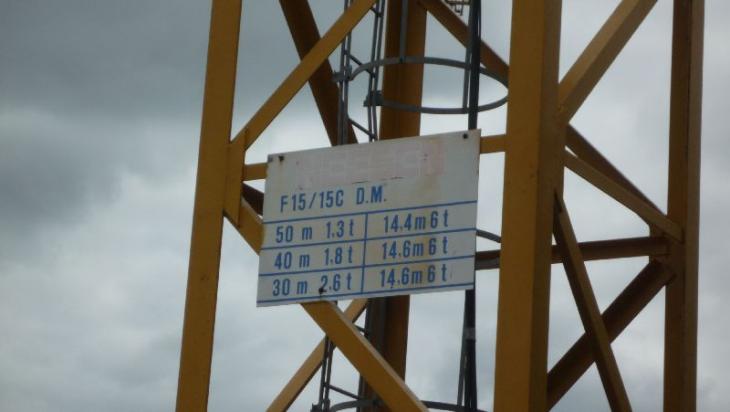 F15/15C D.M.
50 m 1.3 t 14.4m 6 t
40 m 1.8 t 14.6m 6 t
30 m 2.6 t 14.6m 6 t